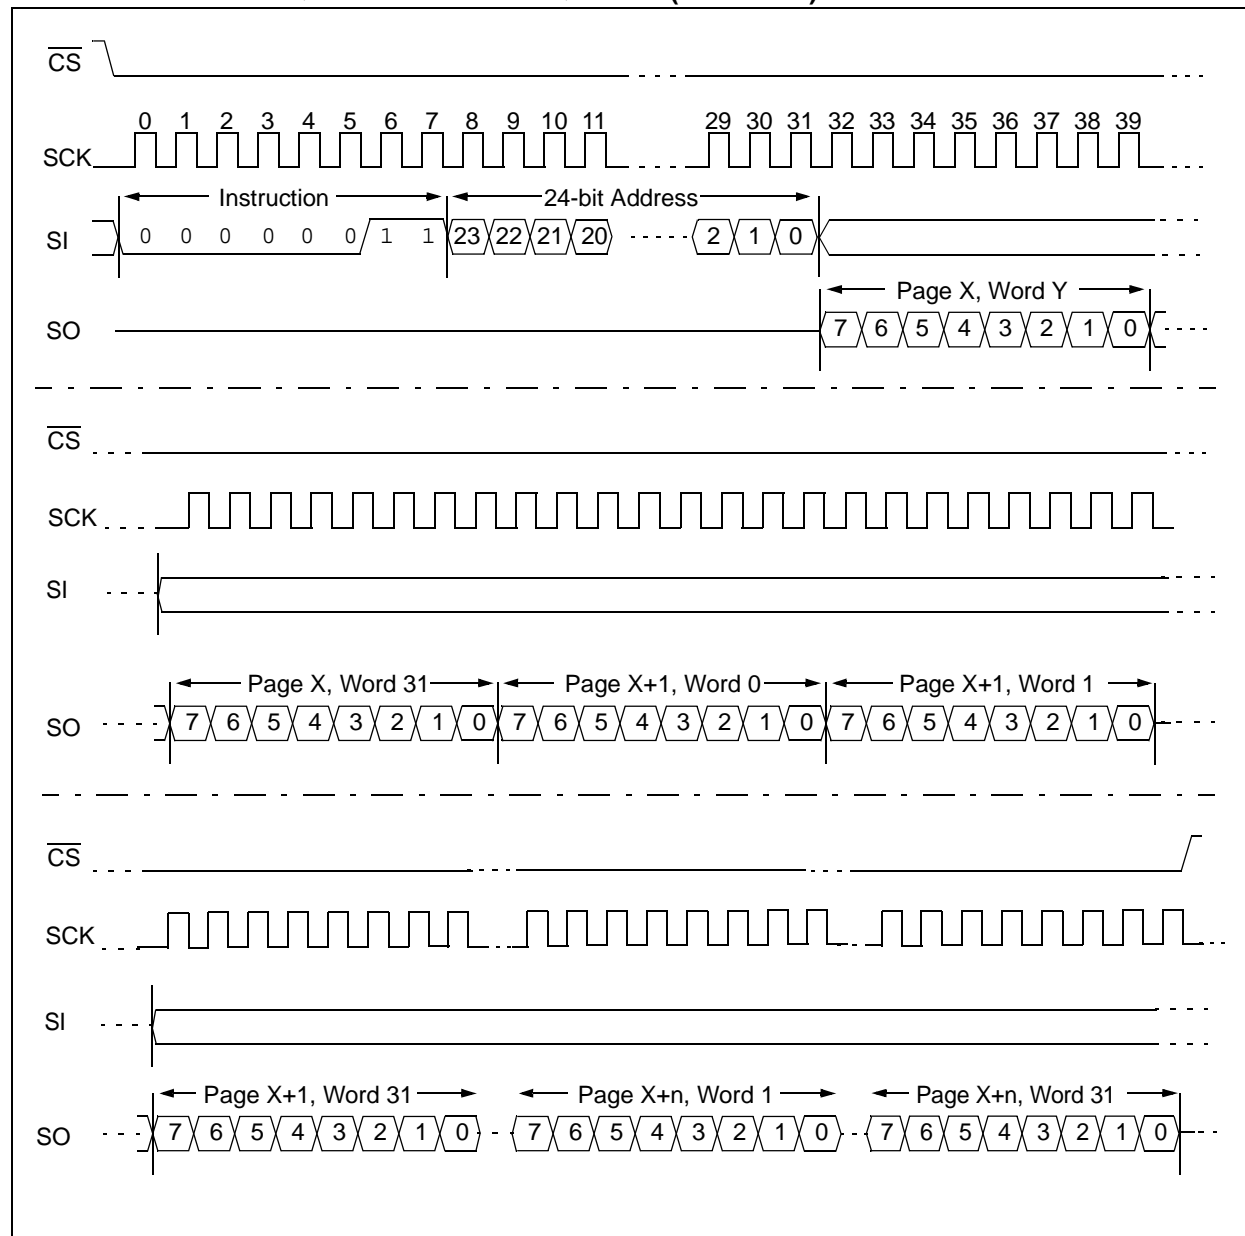 CS
0 1 2 3 4 5 6 7 8 9 10 11 29 30 31 32 33 34 35 36 37 38 39
SCK
Instruction 24-bit Address
SI 0 0 0 0 0 0 1 1 23 22 21 20 2 1 0
Page X, Word Y
SO 7 6 5 4 3 2 1 0
CS
SCK
SI
Page X, Word 31 Page X+1, Word 0 Page X+1, Word 1
SO 7 6 5 4 3 2 1 0 7 6 5 4 3 2 1 0 7 6 5 4 3 2 1 0
CS
SCK
SI
Page X+1, Word 31 Page X+n, Word 1 Page X+n, Word 31
SO 7 6 5 4 3 2 1 0 7 6 5 4 3 2 1 0 7 6 5 4 3 2 1 0